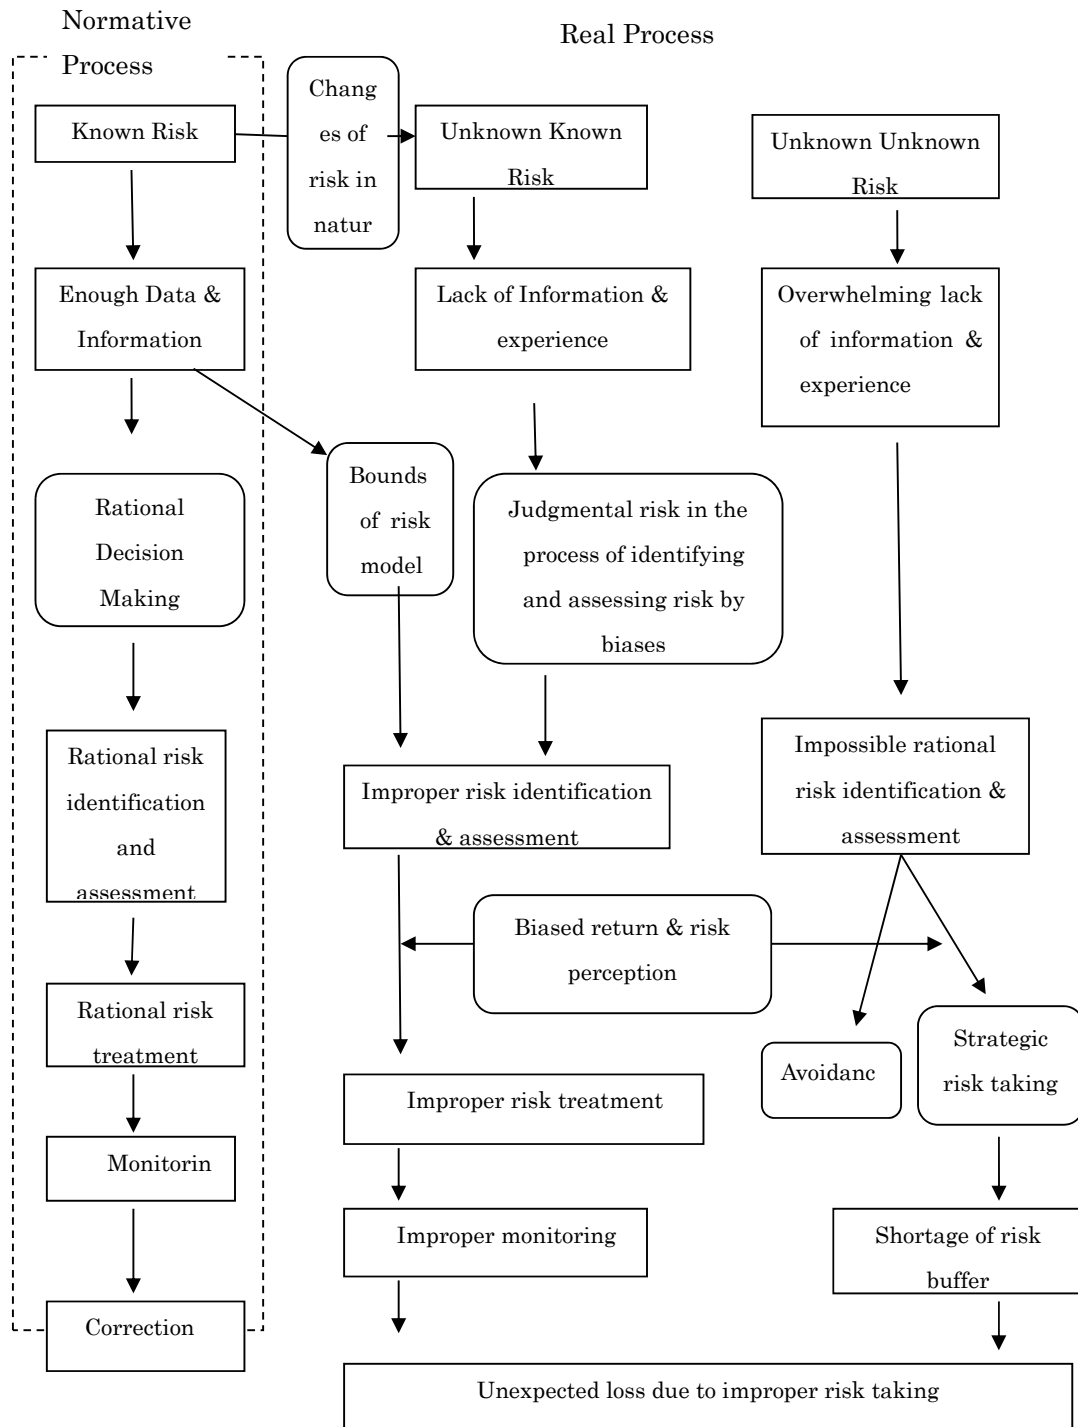 Normative
Process
Real Process
Known Risk
Chang
es of
risk in
natur
Unknown Known
Risk
Unknown Unknown
Risk
Enough Data &
Information
Lack of Information &
experience
Overwhelming lack
of information &
experience
Rational
Decision
Making
Bounds
of risk
model
Judgmental risk in the
process of identifying
and assessing risk by
biases
Rational risk
identification
and
assessment
Improper risk identification
& assessment
Impossible rational
risk identification &
assessment
Biased return & risk
perception
Rational risk
treatment
Improper risk treatment
Avoidanc
Strategic
risk taking
Monitorin
Improper monitoring
Shortage of risk
buffer
Correction
Unexpected loss due to improper risk taking